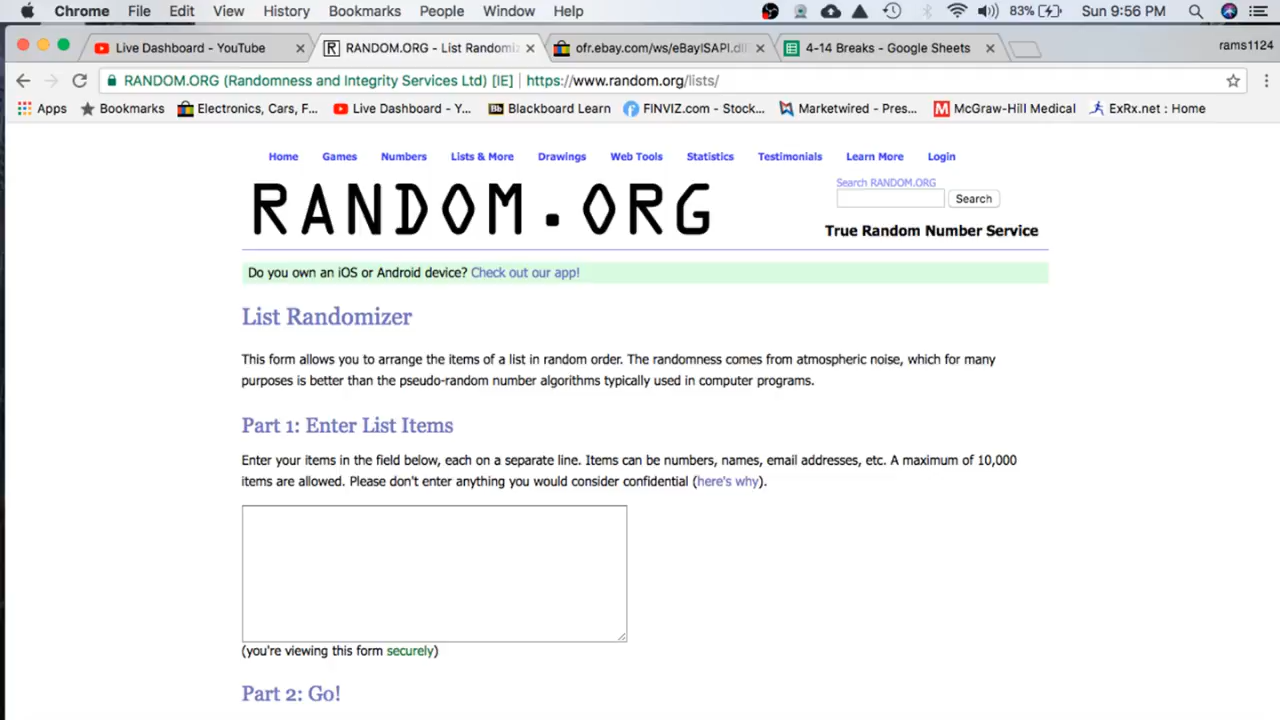 Chrome File Edit View History Bookmarks People Window Help 83% Sun 9:56 PM
Live Dashboard - YouTube RANDOM.ORG - List Randomi ofr.ebay.com/ws/eBayISAPI.dll 4-14 Breaks - Google Sheets rams1124
RANDOM.ORG (Randomness and Integrity Services Ltd) [IE] https://www.random.org/lists/
Apps Bookmarks Electronics, Cars, F... Live Dashboard - Y... Bb Blackboard Learn FINVIZ.com - Stock... Marketwired - Pres... M McGraw-Hill Medical ExRx.net : Home
Home Games Numbers Lists & More Drawings Web Tools Statistics Testimonials Learn More Login
Search RANDOM.ORG
RANDOM.ORG
Search
True Random Number Service
Do you own an iOS or Android device? Check out our app!
List Randomizer
This form allows you to arrange the items of a list in random order. The randomness comes from atmospheric noise, which for many
purposes is better than the pseudo-random number algorithms typically used in computer programs.
Part 1: Enter List Items
Enter your items in the field below, each on a separate line. Items can be numbers, names, email addresses, etc. A maximum of 10,000
items are allowed. Please don't enter anything you would consider confidential (here's why).
(you're viewing this form securely)
Part 2: Go!